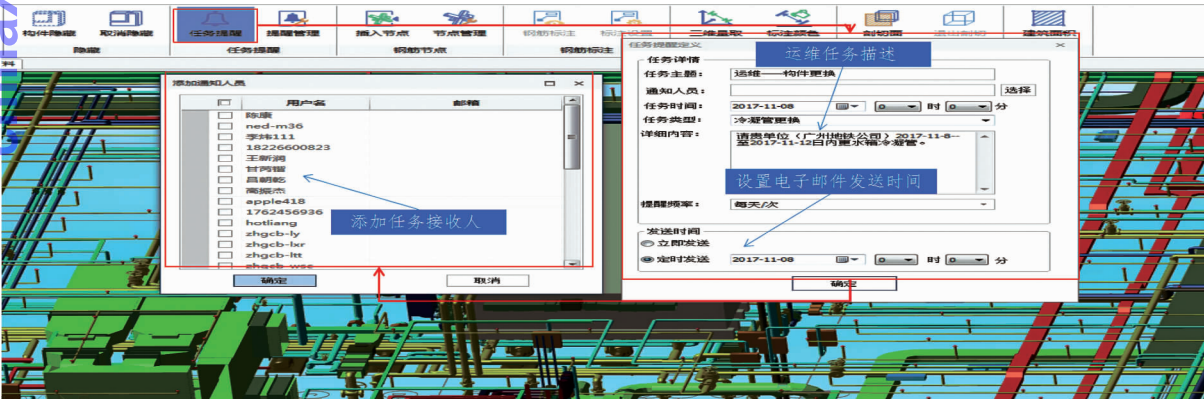 构件隐藏 取消隐藏 任务提醒 提醒管理 插入节点 节点管理 钢筋标注 标注设置 三维量取 标注颜色 剖切面 退出剖切 建筑面积
隐藏 任务提醒 钢筋节点 钢筋标注
料
添加通知人员
用户名 邮箱
陈康
ned-m36
李炜111
18226600823
王新润
甘芮榴
吕朝乾
高振杰
apple418
1762456936
hotliang
zhgcb-ly
zhgcb-lxr
zhgcb-ltt
zhgcb-wsc
确定 取消
添加任务接收人
任务提醒定义
任务详情
运维任务描述
任务主题： 运维——构件更换
通知人员： 选择
任务时间： 2017-11-08 0 时 0 分
任务类型： 冷凝管更换
详细内容： 请贵单位（广州地铁公司）2017-11-8--
至2017-11-12日内更水箱冷凝管。
设置电子邮件发送时间
提醒频率： 每天/次
发送时间
立即发送
定时发送 2017-11-08 0 时 0 分
确定